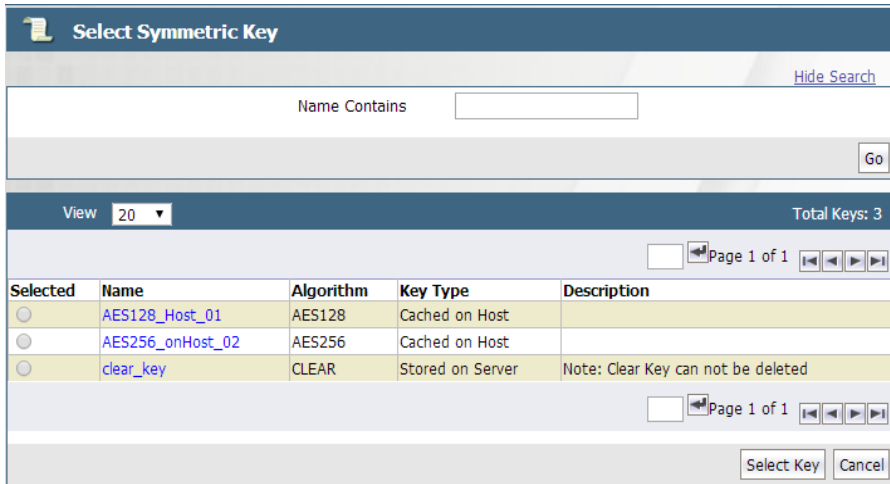 Select Symmetric Key
Hide Search
Name Contains
Go
View 20 Total Keys: 3
Page 1 of 1
Selected Name Algorithm Key Type Description
AES128_Host_01 AES128 Cached on Host
AES256_onHost_02 AES256 Cached on Host
clear_key CLEAR Stored on Server Note: Clear Key can not be deleted
Page 1 of 1
Select Key Cancel